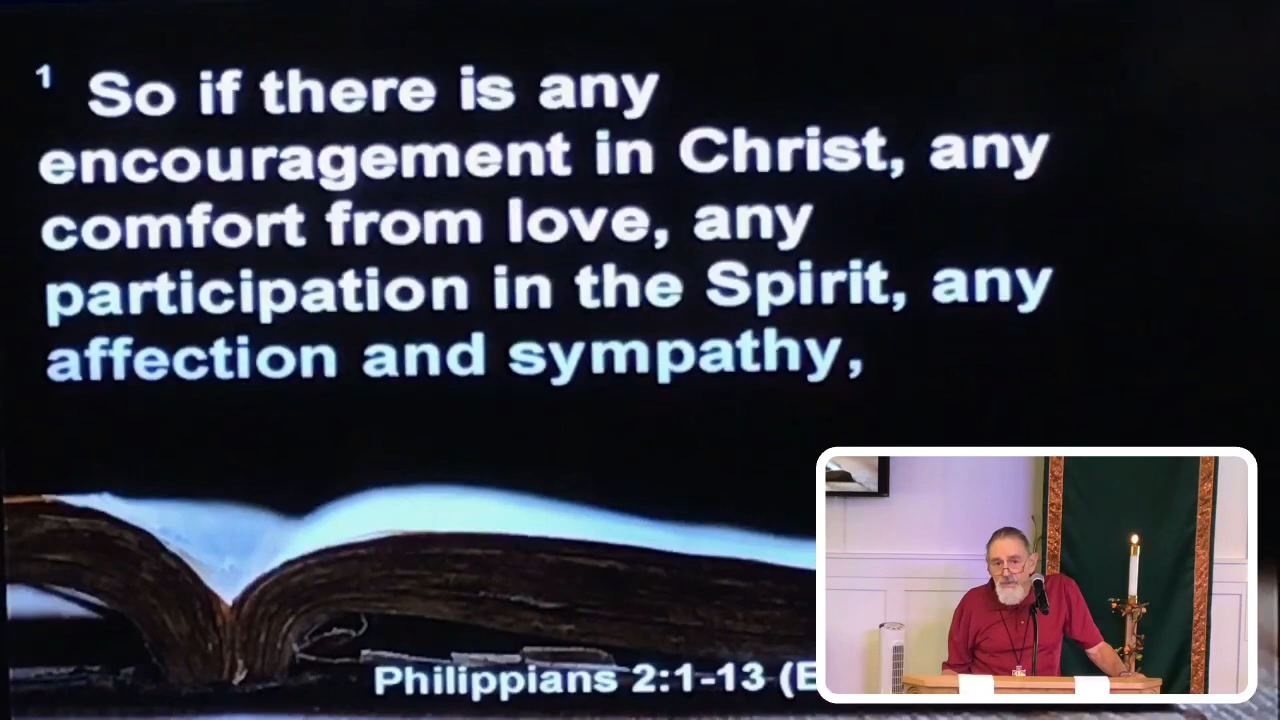 1 So if there is any
encouragement in Christ, any
comfort from love, any
participation in the Spirit, any
affection and sympathy,
Philippians 2:1-13 (E